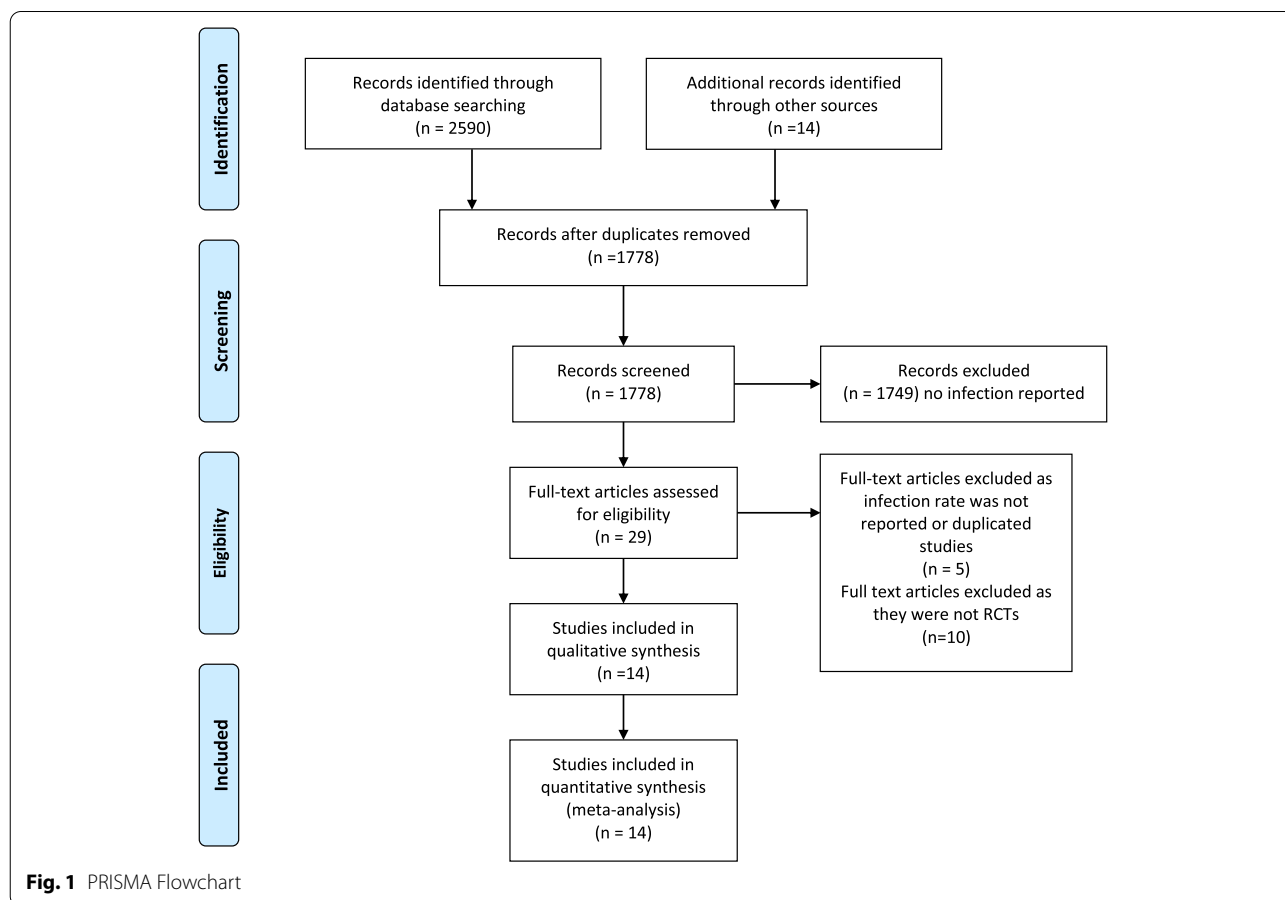 Identification
Records identified through
database searching
(n = 2590)
Additional records identified
through other sources
(n =14)
Records after duplicates removed
(n =1778)
Screening
Records screened
(n = 1778)
Records excluded
(n = 1749) no infection reported
Eligibility
Full-text articles assessed
for eligibility
(n = 29)
Full-text articles excluded as
infection rate was not
reported or duplicated
studies
(n = 5)
Full text articles excluded as
they were not RCTs
(n=10)
Studies included in
qualitative synthesis
(n =14)
Included
Studies included in
quantitative synthesis
(meta-analysis)
(n = 14)
Fig. 1 PRISMA Flowchart